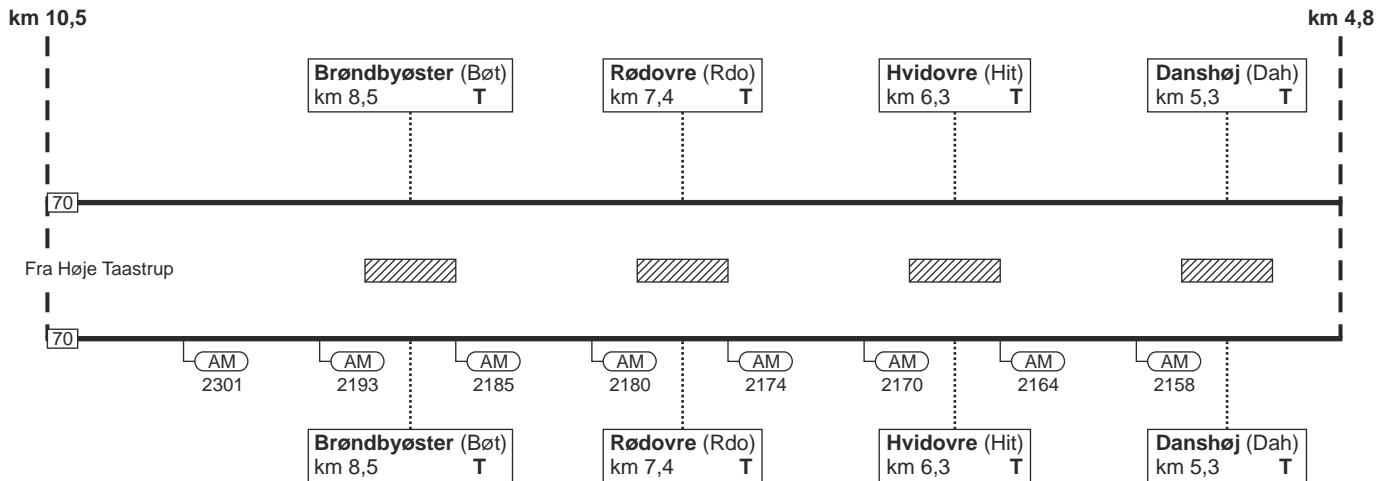 km 10,5
km 4,8
Brøndbyøster (Bøt)
km 8,5 T
Rødovre (Rdo)
km 7,4 T
Hvidovre (Hit)
km 6,3 T
Danshøj (Dah)
km 5,3 T
70
Fra Høje Taastrup
70
AM
2301
AM
2193
AM
2185
AM
2180
AM
2174
AM
2170
AM
2164
AM
2158
Brøndbyøster (Bøt)
km 8,5 T
Rødovre (Rdo)
km 7,4 T
Hvidovre (Hit)
km 6,3 T
Danshøj (Dah)
km 5,3 T